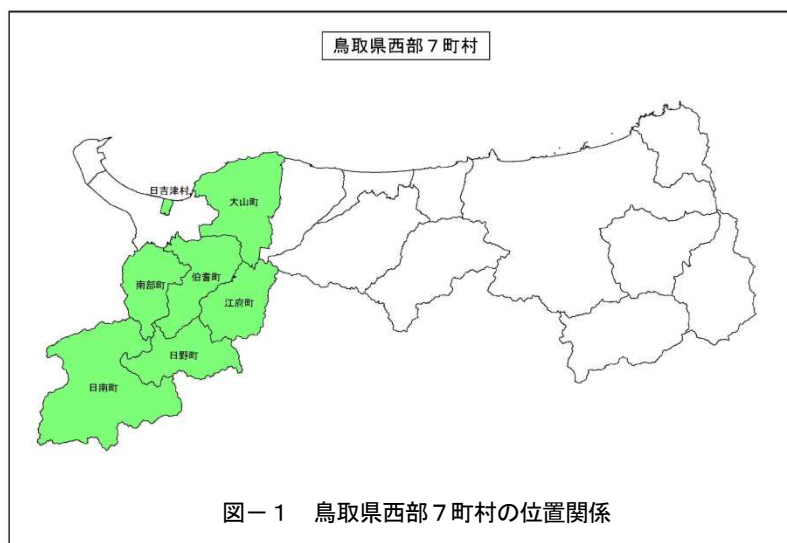 鳥取県西部７町村
日吉津村
大山町
南部町
伯耆町
江府町
日野町
日南町
図－１　鳥取県西部７町村の位置関係